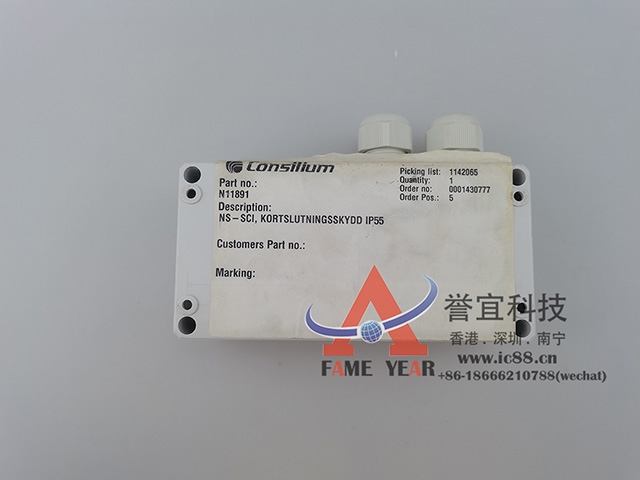 Consilium
Part no.:
N11891
Description:
NS-SCI, KORTSLUTNINGSSKYDD IP55
Customers Part no.:
Marking:
Picking list: 1142065
Quantity: 1
Order no: 0001430777
Order Pos.: 5
FAME YEAR
誉宜科技
香港.深圳.南宁
www.ic88.cn
+86-18666210788(wechat)